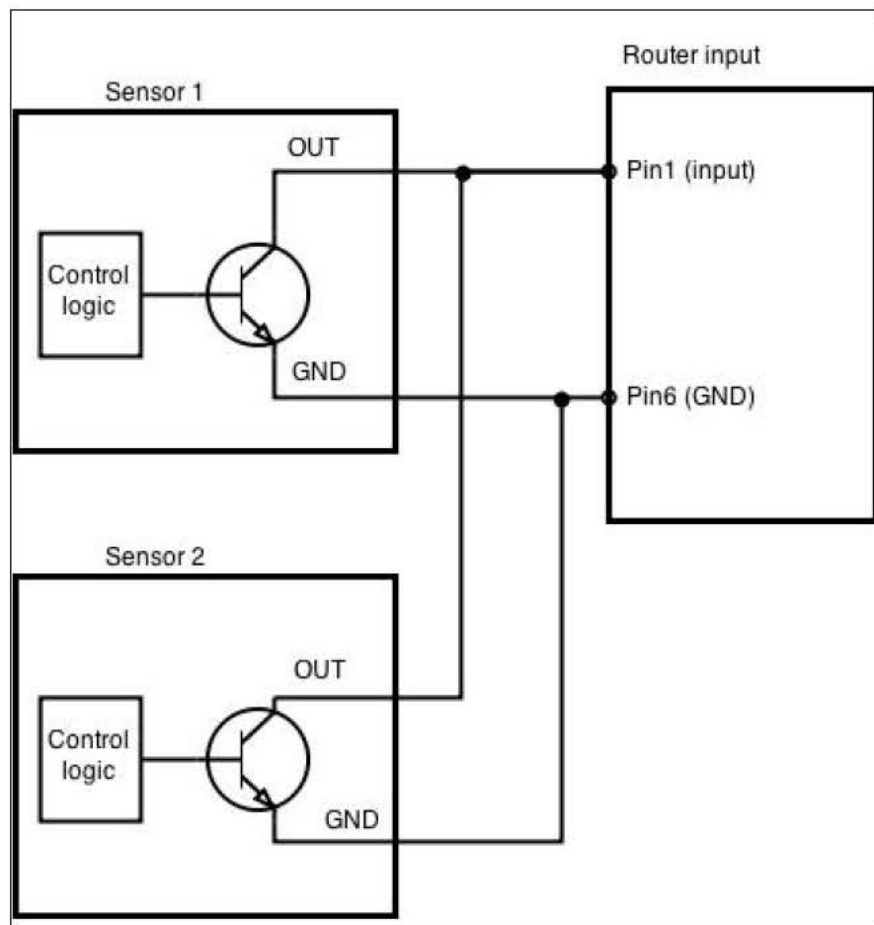 Router input
Sensor 1
OUT
Pin1 (input)
Control
logic
GND
Pin6 (GND)
Sensor 2
OUT
Control
logic
GND